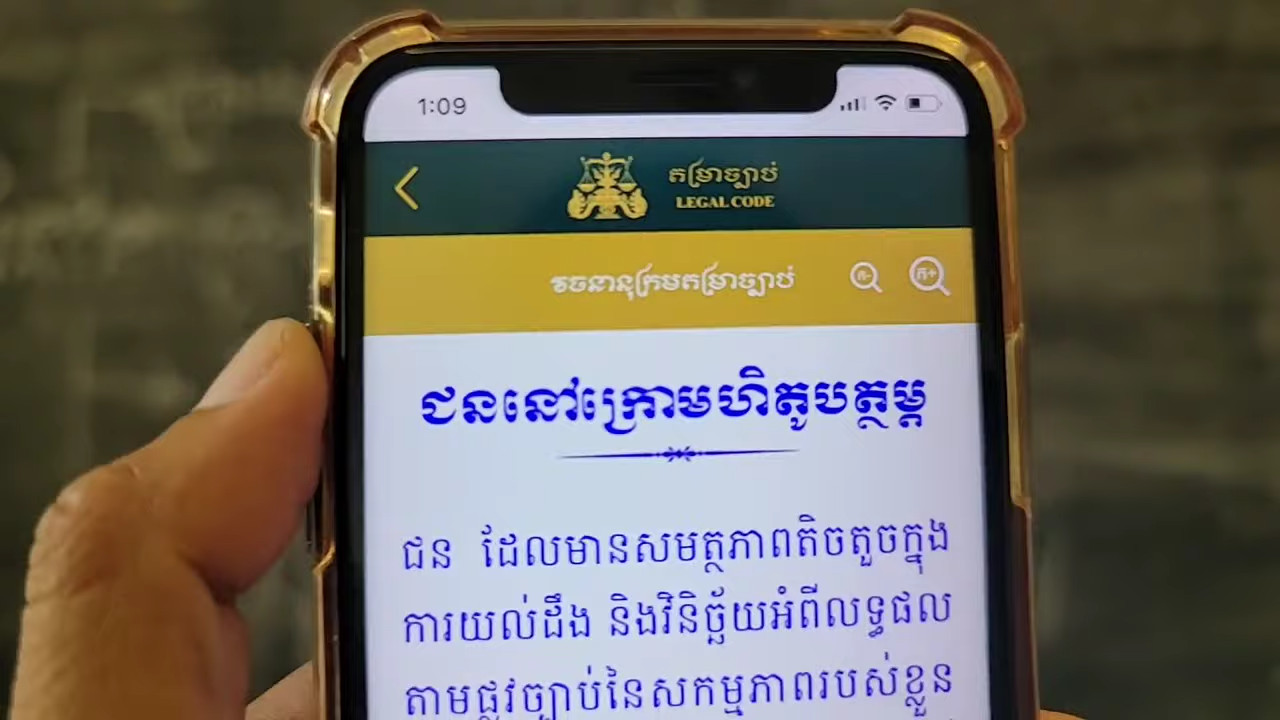 1:09
តម្រាច្បាប់
LEGAL CODE
វចនានុក្រមតម្រាច្បាប់
ក-
ក+
ជននៅក្រោមហិតូបត្ថម្ភ
ជន ដែលមានសមត្ថភាពតិចតួចក្នុង
ការយល់ដឹង និងវិនិច្ឆ័យអំពីលទ្ធផល
តាមផ្លូវច្បាប់នៃសកម្មភាពរបស់ខ្លួន